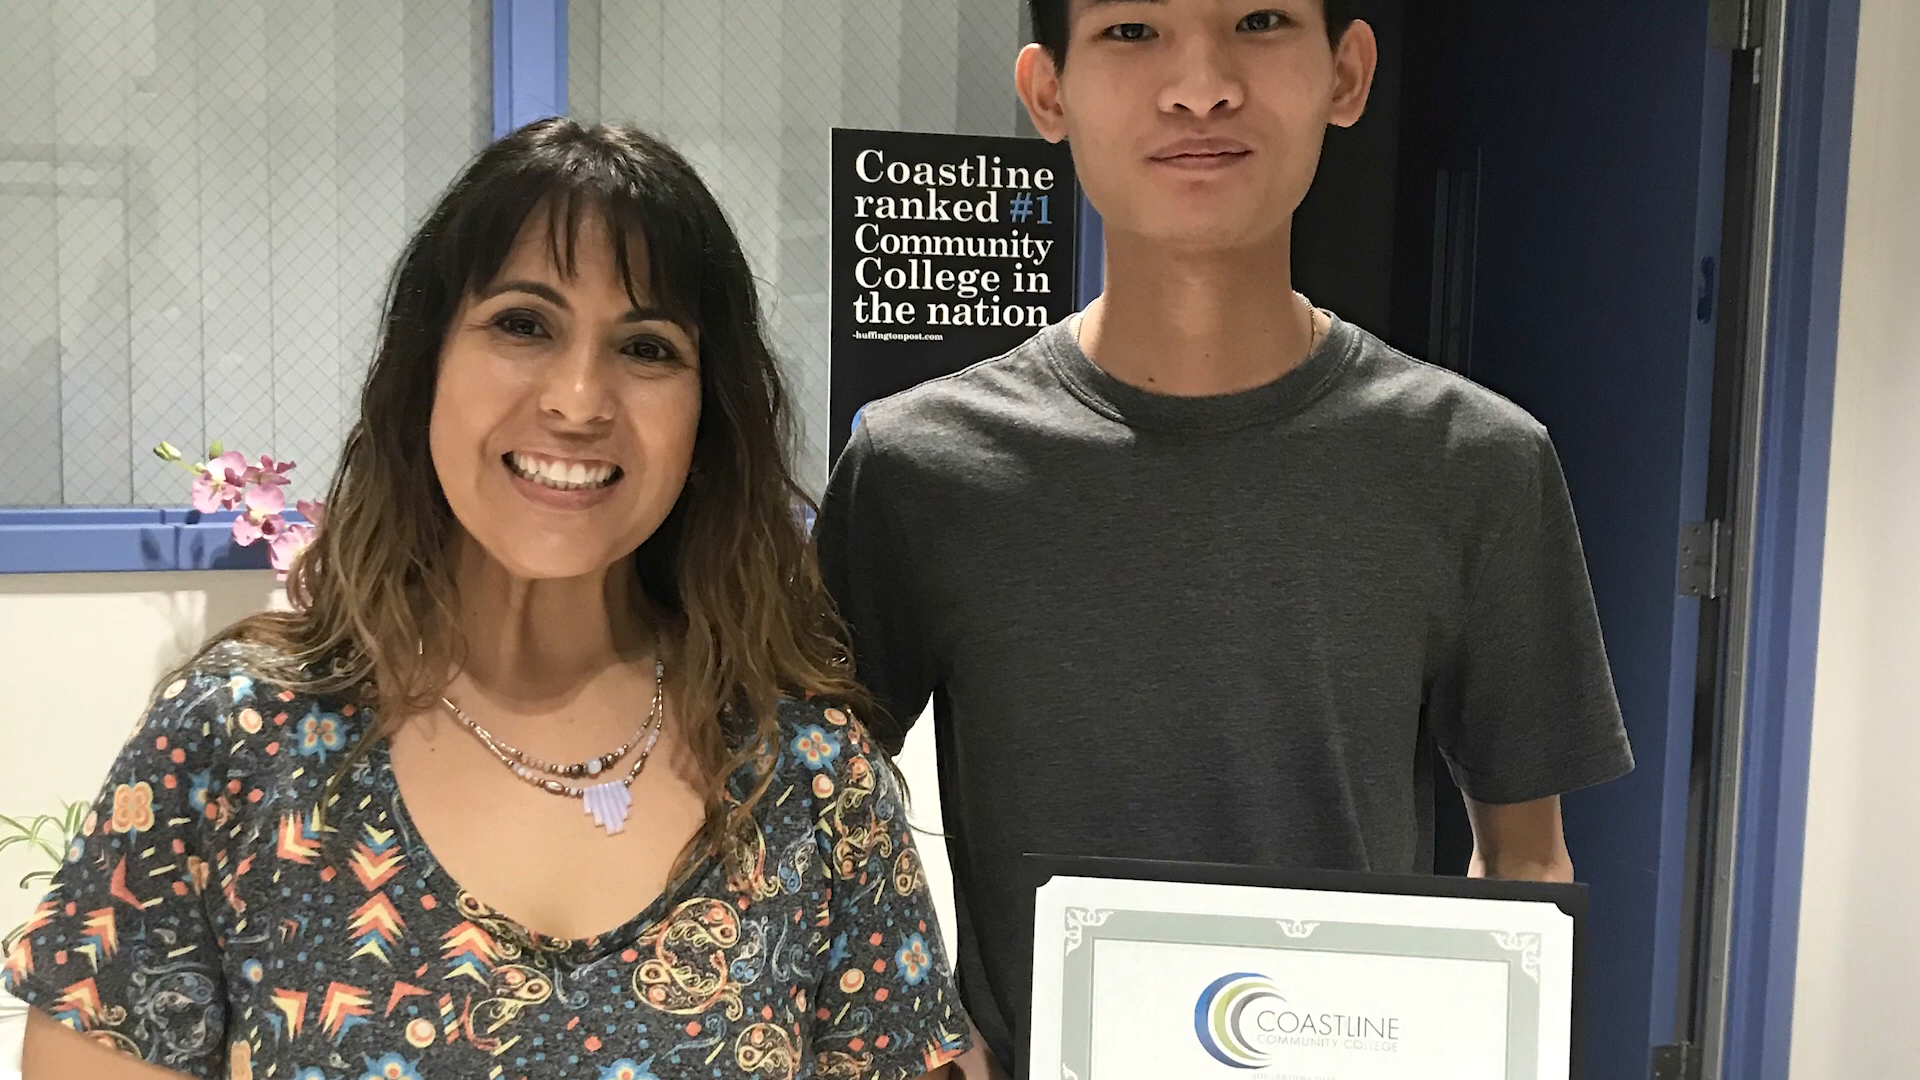 Coastline
ranked #1
Community
College in
the nation
-huffingtonpost.com
COASTLINE
COMMUNITY COLLEGE